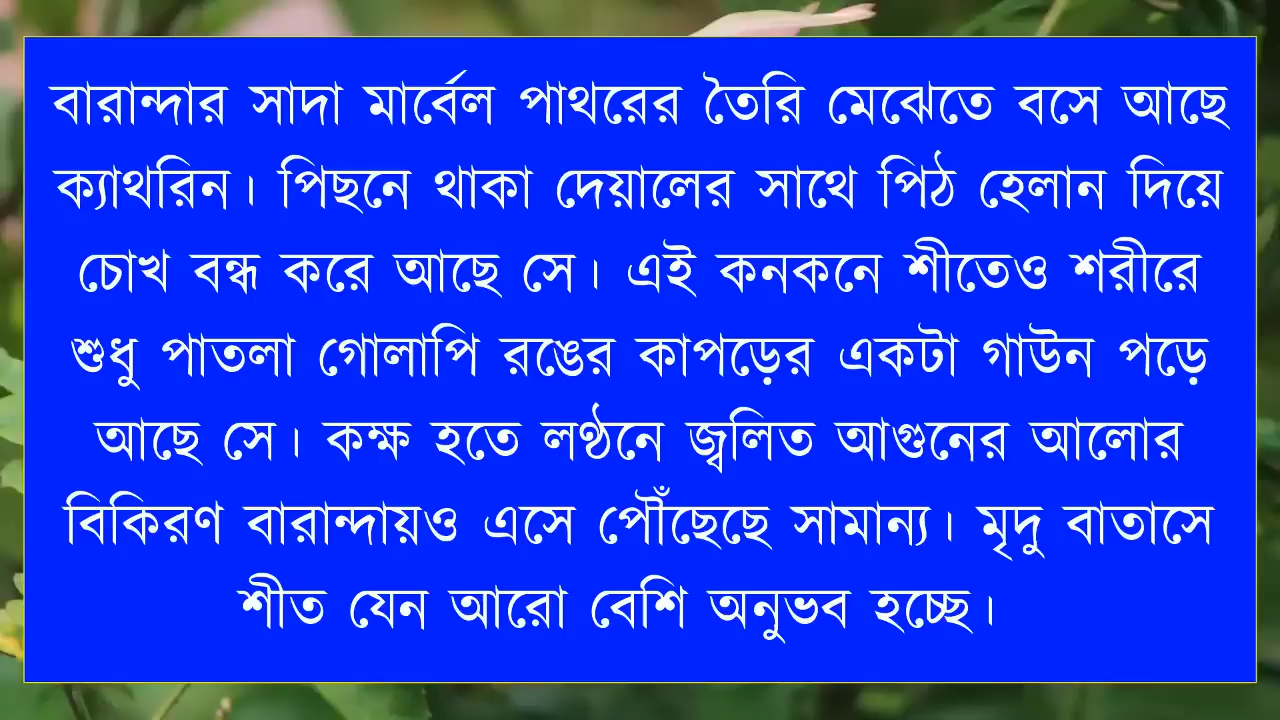 বারান্দার সাদা মার্বেল পাথরের তৈরি মেঝেতে বসে আছে
ক্যাথরিন। পিছনে থাকা দেয়ালের সাথে পিঠ হেলান দিয়ে
চোখ বন্ধ করে আছে সে। এই কনকনে শীতেও শরীরে
শুধু পাতলা গোলাপি রঙের কাপড়ের একটা গাউন পড়ে
আছে সে। কক্ষ হতে লণ্ঠনে জ্বলিত আগুনের আলোর
বিকিরণ বারান্দায়ও এসে পৌঁছেছে সামান্য। মৃদু বাতাসে
শীত যেন আরো বেশি অনুভব হচ্ছে।